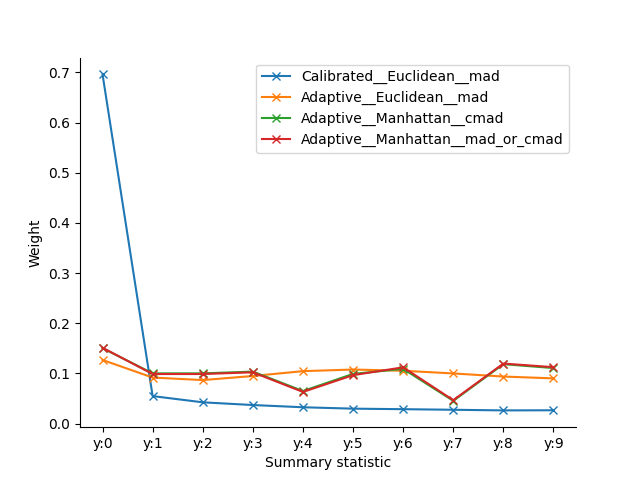 Calibrated__Euclidean__mad
Adaptive__Euclidean__mad
Adaptive__Manhattan__cmad
Adaptive__Manhattan__mad_or_cmad
0.7
0.6
0.5
0.4
0.3
0.2
0.1
0.0
Weight
y:0 y:1 y:2 y:3 y:4 y:5 y:6 y:7 y:8 y:9
Summary statistic